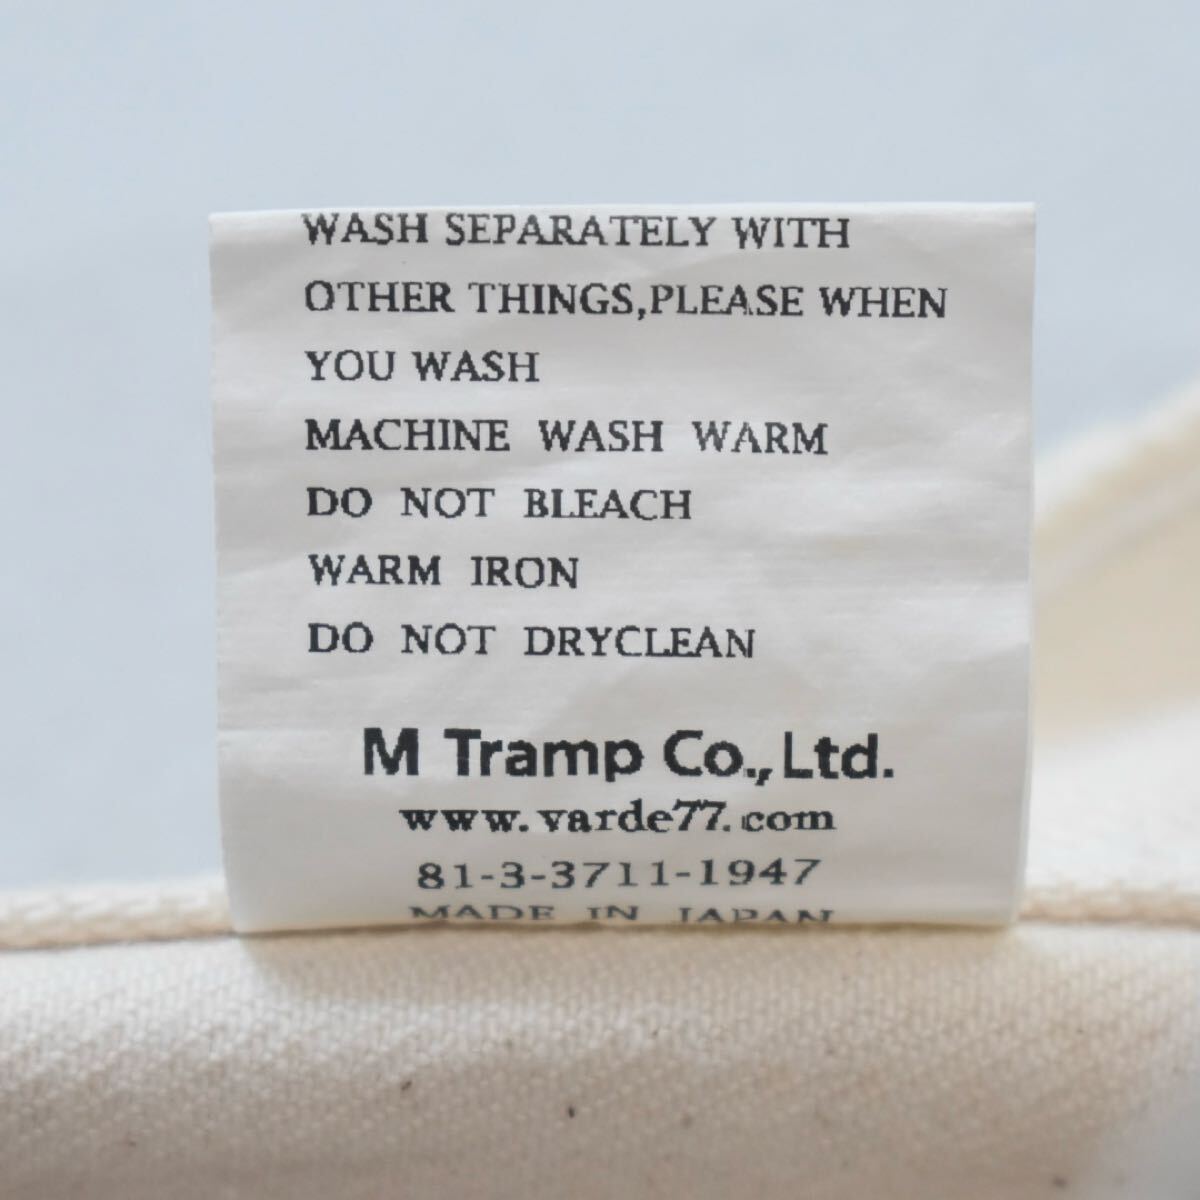 WASH SEPARATELY WITH
OTHER THINGS,PLEASE WHEN
YOU WASH
MACHINE WASH WARM
DO NOT BLEACH
WARM IRON
DO NOT DRYCLEAN
M Tramp Co., Ltd.
www.varde77.com
81-3-3711-1947
MADE IN JAPAN